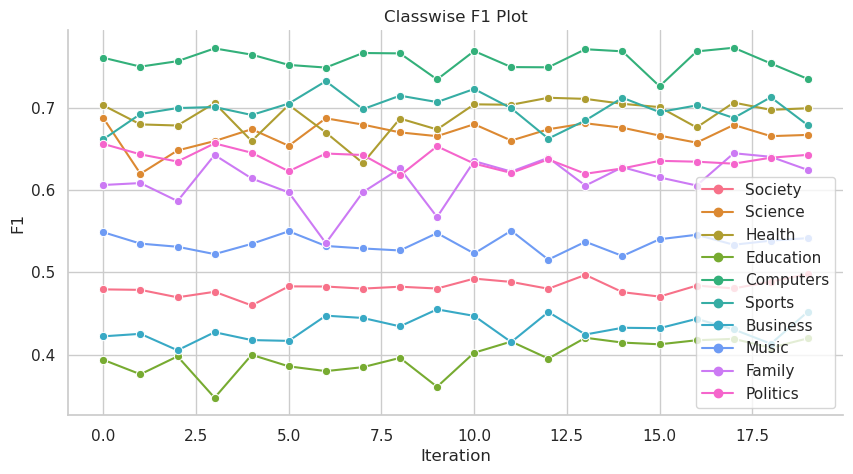 Classwise F1 Plot
F1
0.7
0.6
0.5
0.4
0.0
2.5
5.0
7.5
10.0
12.5
15.0
17.5
Iteration
Society
Science
Health
Education
Computers
Sports
Business
Music
Family
Politics